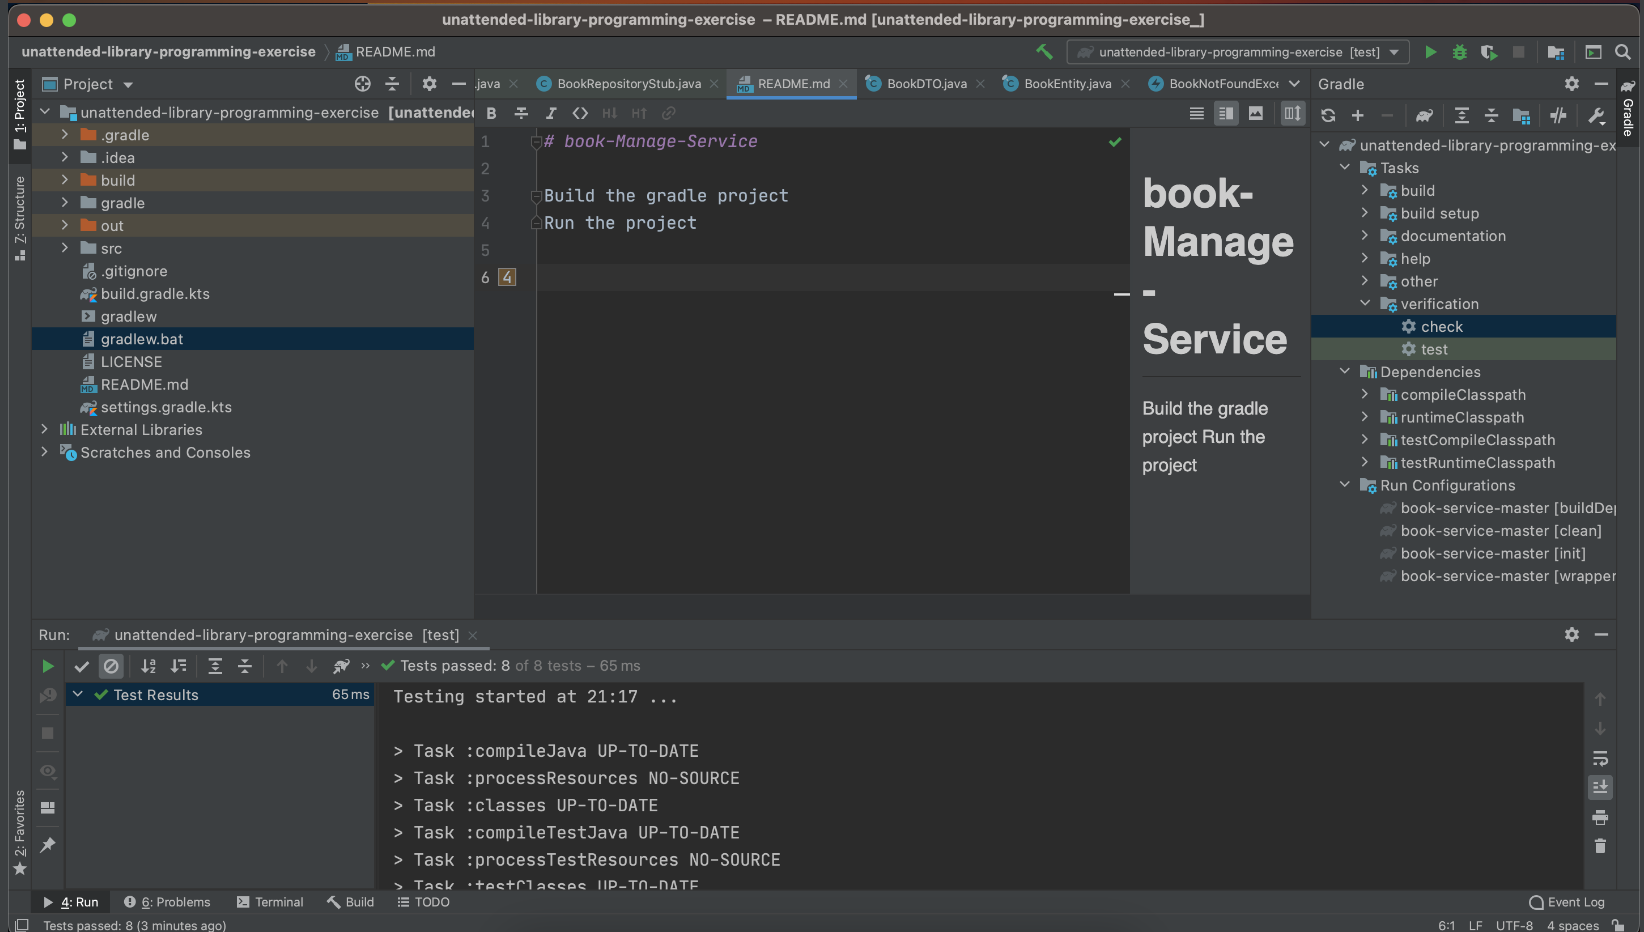 unattended-library-programming-exercise – README.md [unattended-library-programming-exercise_]
unattended-library-programming-exercise
README.md
unattended-library-programming-exercise [test]
1: Project
Z: Structure
2: Favorites
Project
unattended-library-programming-exercise [unattended
.gradle
.idea
build
gradle
out
src
.gitignore
build.gradle.kts
gradlew
gradlew.bat
LICENSE
README.md
settings.gradle.kts
External Libraries
Scratches and Consoles
.java
BookRepositoryStub.java
README.md
BookDTO.java
BookEntity.java
BookNotFoundExce
B
I
H↓
H↑
1 # book-Manage-Service
2
3 Build the gradle project
4 Run the project
5
6 4
book-
Manage
-
Service
Build the gradle
project Run the
project
Gradle
Gradle
unattended-library-programming-ex
Tasks
build
build setup
documentation
help
other
verification
check
test
Dependencies
compileClasspath
runtimeClasspath
testCompileClasspath
testRuntimeClasspath
Run Configurations
book-service-master [buildDep
book-service-master [clean]
book-service-master [init]
book-service-master [wrapper
Run:
unattended-library-programming-exercise [test]
Tests passed: 8 of 8 tests – 65 ms
Test Results 65 ms
Testing started at 21:17 ...
> Task :compileJava UP-TO-DATE
> Task :processResources NO-SOURCE
> Task :classes UP-TO-DATE
> Task :compileTestJava UP-TO-DATE
> Task :processTestResources NO-SOURCE
> Task :testClasses UP-TO-DATE
4: Run
6: Problems
Terminal
Build
TODO
Event Log
Tests passed: 8 (3 minutes ago)
6:1 LF UTF-8 4 spaces